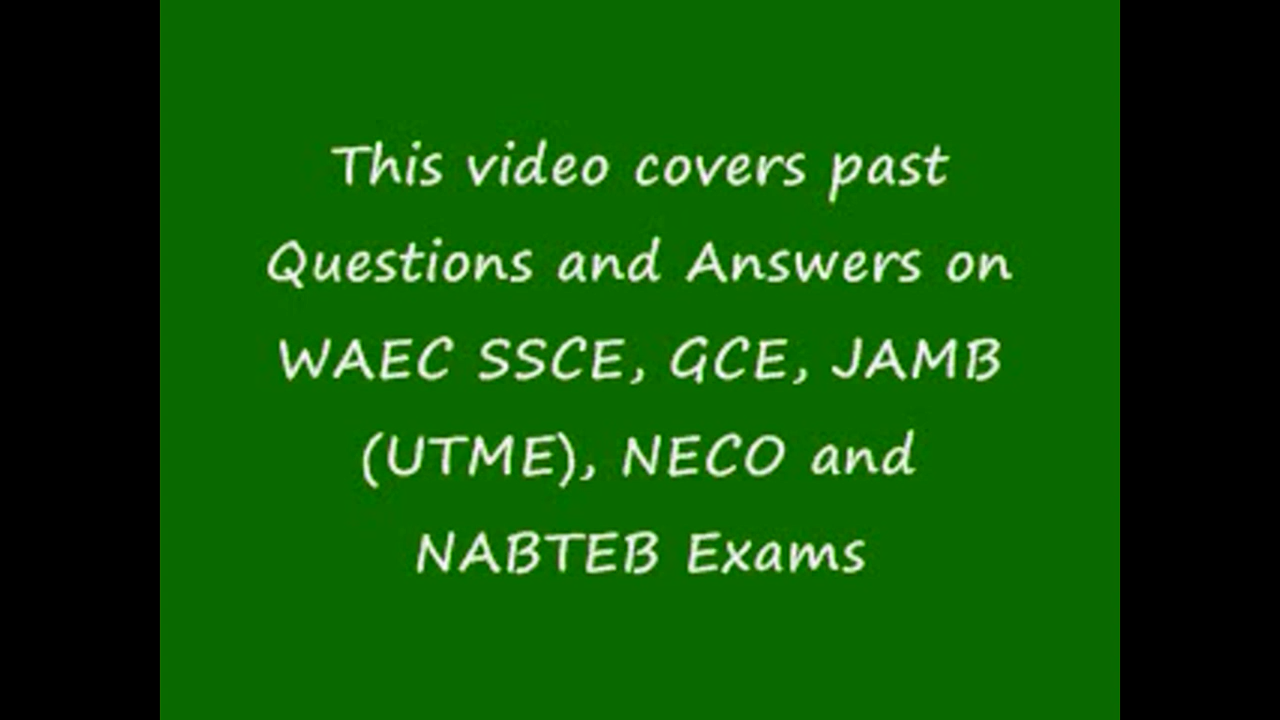 This video covers past
Questions and Answers on
WAEC SSCE, GCE, JAMB
(UTME), NECO and
NABTEB Exams